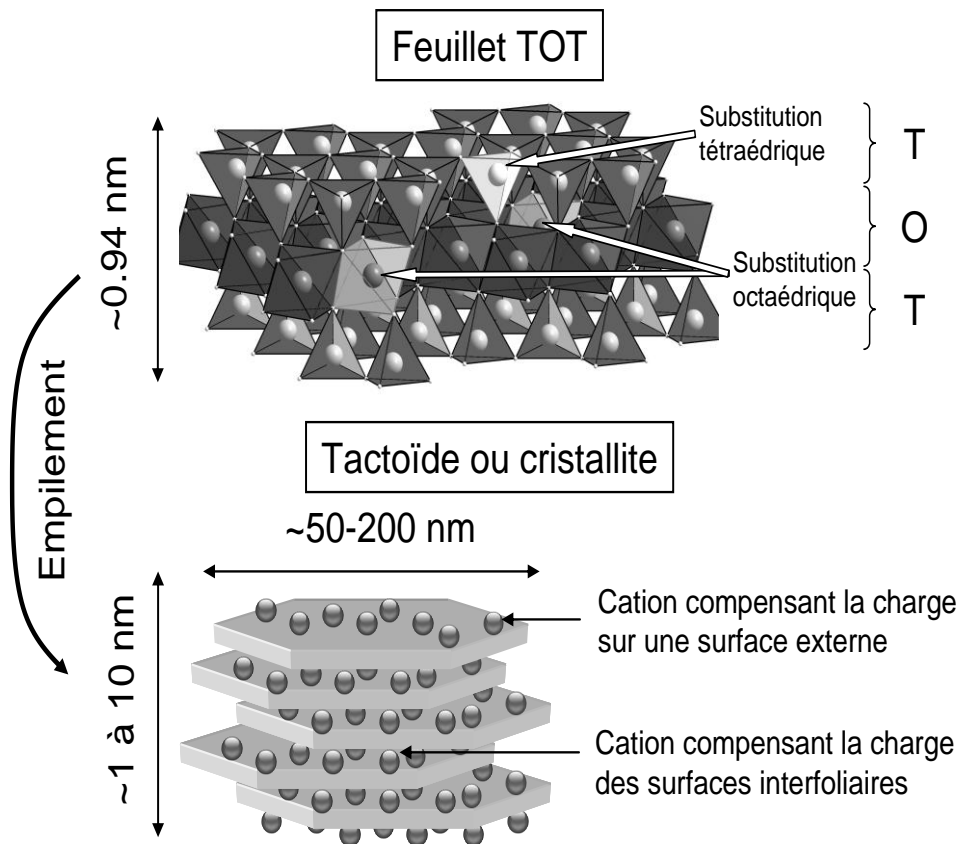 Feuillet TOT
Substitution
tétraédrique
T
O
T
Substitution
octaédrique
~0.94 nm
Empilement
Tactoïde ou cristallite
~50-200 nm
~1 à 10 nm
Cation compensant la charge
sur une surface externe
Cation compensant la charge
des surfaces interfoliaires